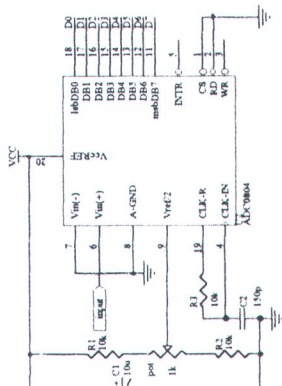 VCC
20
VccREF
7 Vin(-)
6 Vin(+)
8 A-GND
9 Vref/2
19 CLK-R
4 CLK-IN
lsbDB0 18 D0
DB1 17 D1
DB2 16 D2
DB3 15 D3
DB4 14 D4
DB5 13 D5
DB6 12 D6
msbDB7 11 D7
INTR 5
CS 1
RD 2
WR 3
ADC0804
input
R1
10k
C1
10u
pot
1k
R2
10k
R3
10k
C2
150p